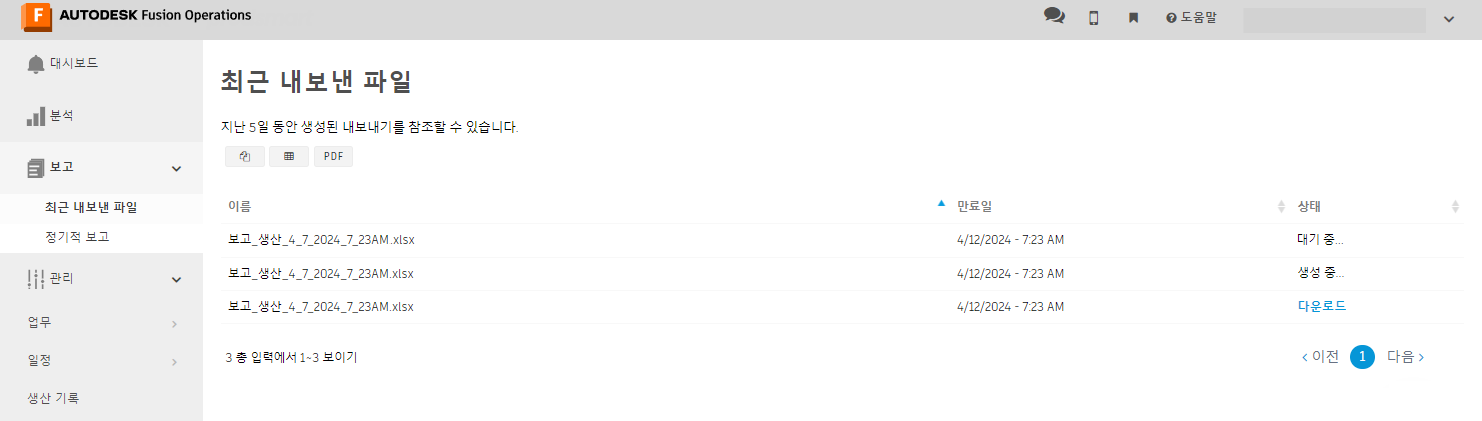 F AUTODESK Fusion Operations
도움말
대시보드
분석
보고
최근 내보낸 파일
정기적 보고
관리
업무
일정
생산 기록
최근 내보낸 파일
지난 5일 동안 생성된 내보내기를 참조할 수 있습니다.
PDF
이름 만료일 상태
보고_생산_4_7_2024_7_23AM.xlsx 4/12/2024 - 7:23 AM 대기 중...
보고_생산_4_7_2024_7_23AM.xlsx 4/12/2024 - 7:23 AM 생성 중...
보고_생산_4_7_2024_7_23AM.xlsx 4/12/2024 - 7:23 AM 다운로드
3 총 입력에서 1~3 보이기
이전 1 다음